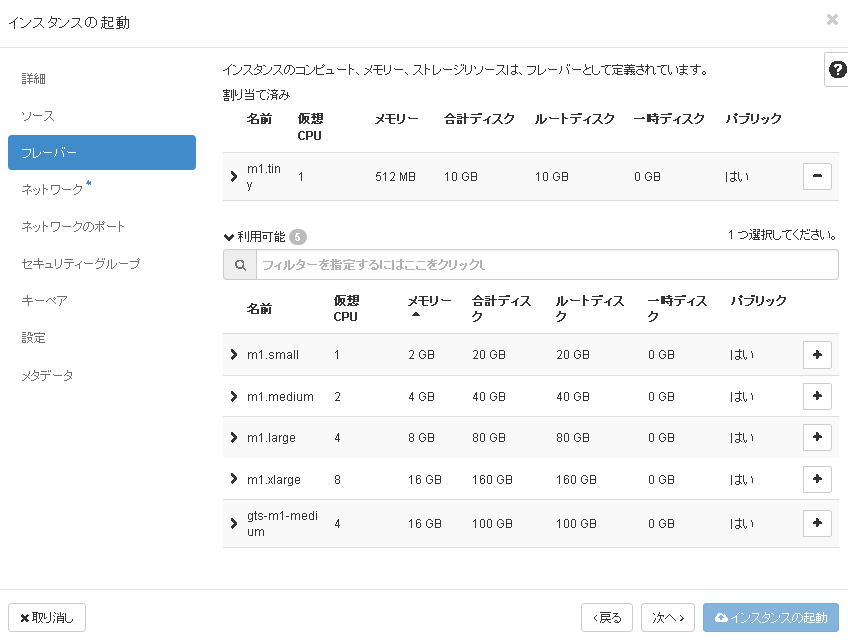 インスタンスの起動
×
詳細
ソース
フレーバー
ネットワーク*
ネットワークのポート
セキュリティーグループ
キーペア
設定
メタデータ
インスタンスのコンピュート、メモリー、ストレージリソースは、フレーバーとして定義されています。
?
割り当て済み
名前 仮想 CPU メモリー 合計ディスク ルートディスク 一時ディスク パブリック
m1.tiny 1 512 MB 10 GB 10 GB 0 GB はい
利用可能 5 1 つ選択してください。
フィルターを指定するにはここをクリックし
名前 仮想 CPU メモリー 合計ディスク ルートディスク 一時ディスク パブリック
m1.small 1 2 GB 20 GB 20 GB 0 GB はい
m1.medium 2 4 GB 40 GB 40 GB 0 GB はい
m1.large 4 8 GB 80 GB 80 GB 0 GB はい
m1.xlarge 8 16 GB 160 GB 160 GB 0 GB はい
gts-m1-medium 4 16 GB 100 GB 100 GB 0 GB はい
×取り消し <戻る 次へ> インスタンスの起動